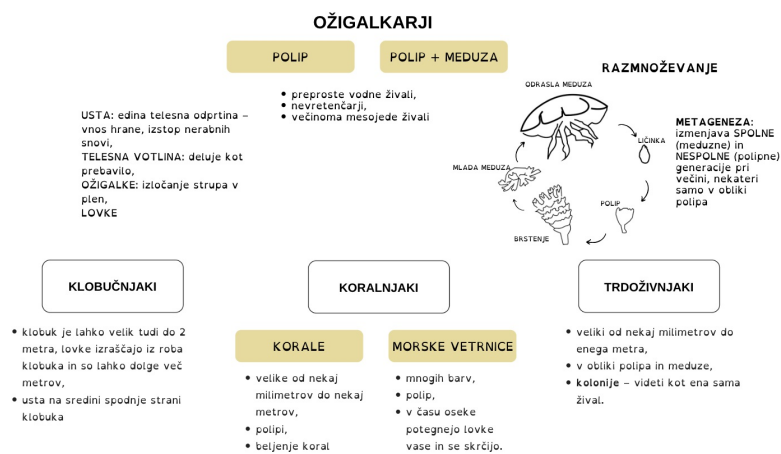 OŽIGALKARJI
POLIP
POLIP + MEDUZA
preproste vodne živali,
nevretenčarji,
večinoma mesojede živali
USTA: edina telesna odprtina –
vnos hrane, izstop nerabnih
snovi,
TELESNA VOTLINA: deluje kot
prebavilo,
OŽIGALKE: izločanje strupa v
plen,
LOVKE
RAZMNOŽEVANJE
ODRASLA MEDUZA
LIČINKA
POLIP
BRSTENJE
MLADA MEDUZA
METAGENEZA:
izmenjava SPOLNE
(meduzne) in
NESPOLNE (polipne)
generacije pri
večini, nekateri
samo v obliki
polipa
KLOBUČNJAKI
klobuk je lahko velik tudi do 2
metra, lovke izraščajo iz roba
klobuka in so lahko dolge več
metrov,
usta na sredini spodnje strani
klobuka
KORALNJAKI
KORALE
velike od nekaj
milimetrov do nekaj
metrov,
polipi,
beljenje koral
MORSKE VETRNICE
mnogih barv,
polip,
v času oseke
potegnejo lovke
vase in se skrčijo.
TRDOŽIVNJAKI
veliki od nekaj milimetrov do
enega metra,
v obliki polipa in meduze,
kolonije – videti kot ena sama
žival.